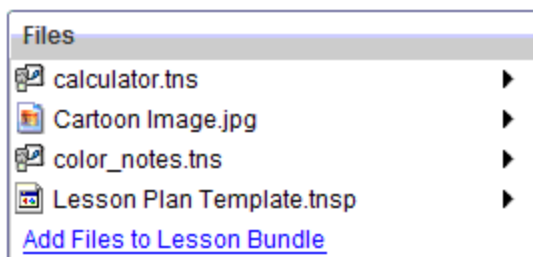 Files
calculator.tns
Cartoon Image.jpg
color_notes.tns
Lesson Plan Template.tnsp
Add Files to Lesson Bundle